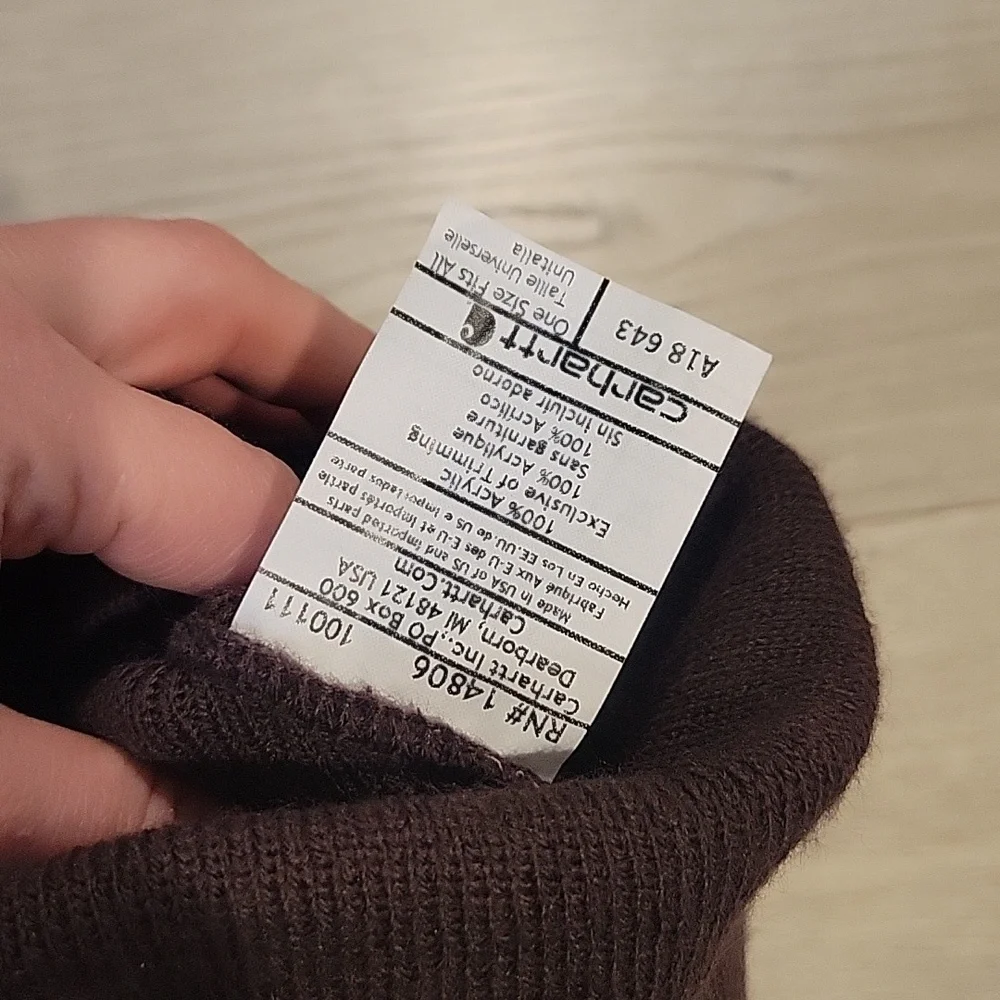 RN# 14806 100111
Carhartt Inc.,PO Box 600
Dearborn, MI 48121 USA
Carhartt.Com
Made in USA of US and imported parts
Fabriqué Aux E-U des E-U et importés partie
Hecho En Los EE.UU. de US e importados parte
100% Acrylic
Exclusive of Trimming
100% Acrylique
Sans garniture
100% Acrílico
Sin incluir adorno
carhartt
A18 643
One Size Fits All
Taille Universelle
Unitalla